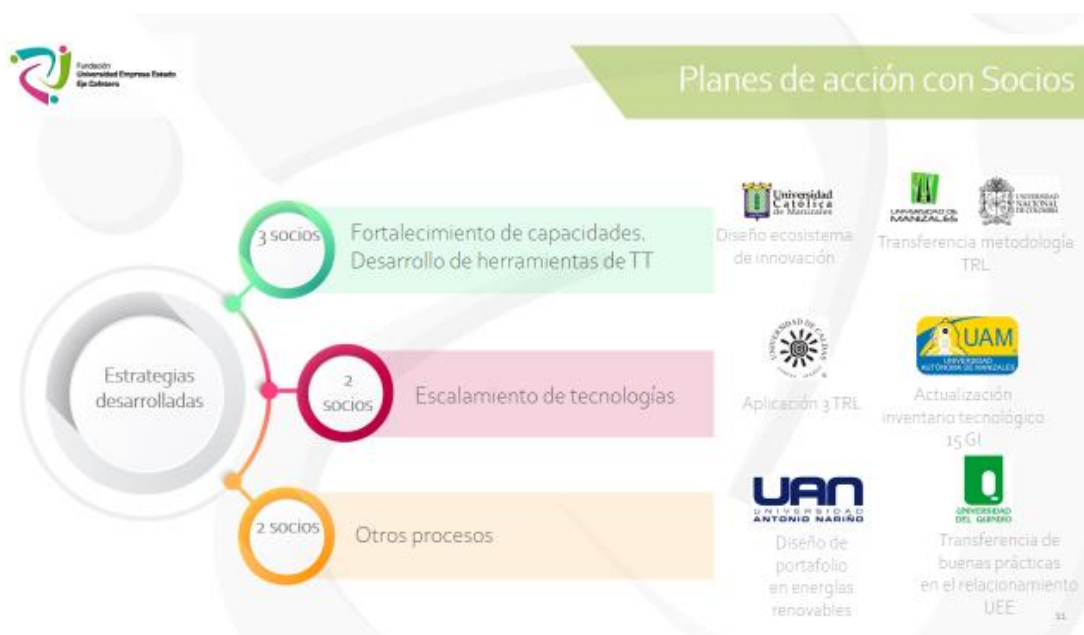 Fundación
Universidad Empresa Estado
Eje Cafetero
Planes de acción con Socios
3 socios
Fortalecimiento de capacidades.
Desarrollo de herramientas de TT
Estrategias
desarrolladas
2
socios
Escalamiento de tecnologías
2 socios
Otros procesos
Universidad
Católica
de Manizales
Diseño ecosistema
de innovación
UNIVERSIDAD DE
MANIZALES
UNIVERSIDAD
NACIONAL
DE COLOMBIA
Transferencia metodología
TRL
UNIVERSIDAD DE CALDAS
Aplicación 3 TRL
UAM
UNIVERSIDAD
AUTÓNOMA DE MANIZALES
Actualización
inventario tecnológico
15 GI
UAN
UNIVERSIDAD
ANTONIO NARIÑO
Diseño de
portafolio
en energías
renovables
UNIVERSIDAD
DEL QUINDÍO
Transferencia de
buenas prácticas
en el relacionamiento
UEE